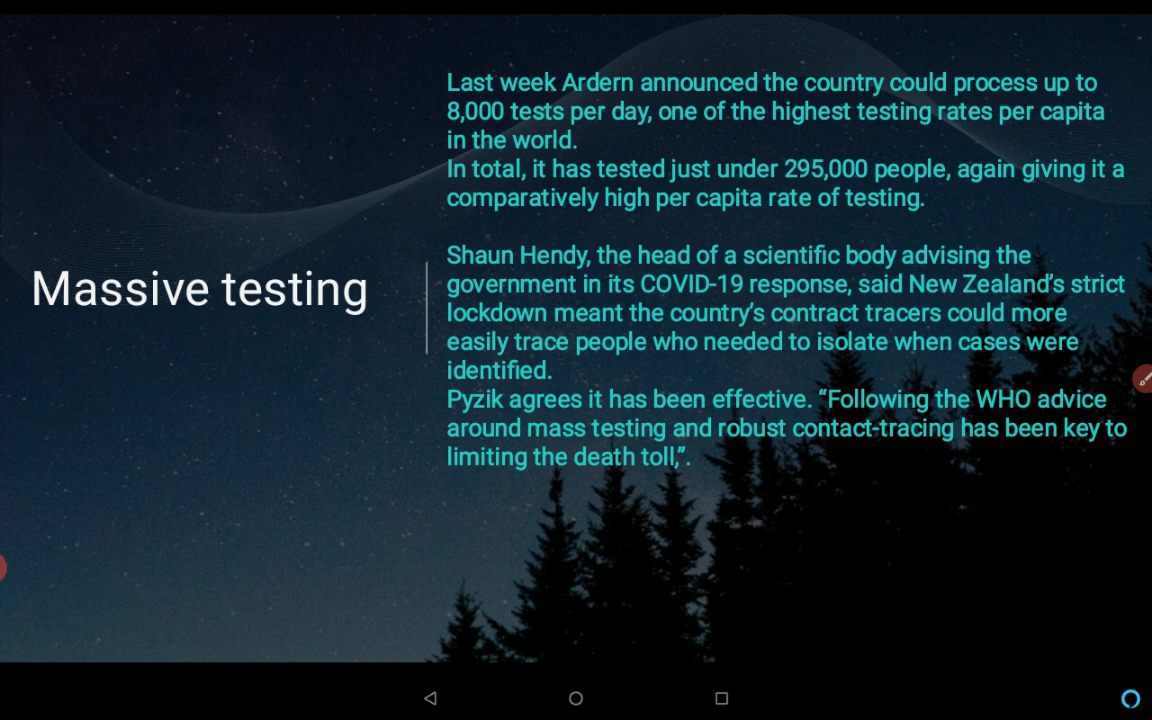 Massive testing
Last week Ardern announced the country could process up to
8,000 tests per day, one of the highest testing rates per capita
in the world.
In total, it has tested just under 295,000 people, again giving it a
comparatively high per capita rate of testing.
Shaun Hendy, the head of a scientific body advising the
government in its COVID-19 response, said New Zealand’s strict
lockdown meant the country’s contract tracers could more
easily trace people who needed to isolate when cases were
identified.
Pyzik agrees it has been effective. “Following the WHO advice
around mass testing and robust contact-tracing has been key to
limiting the death toll,”.